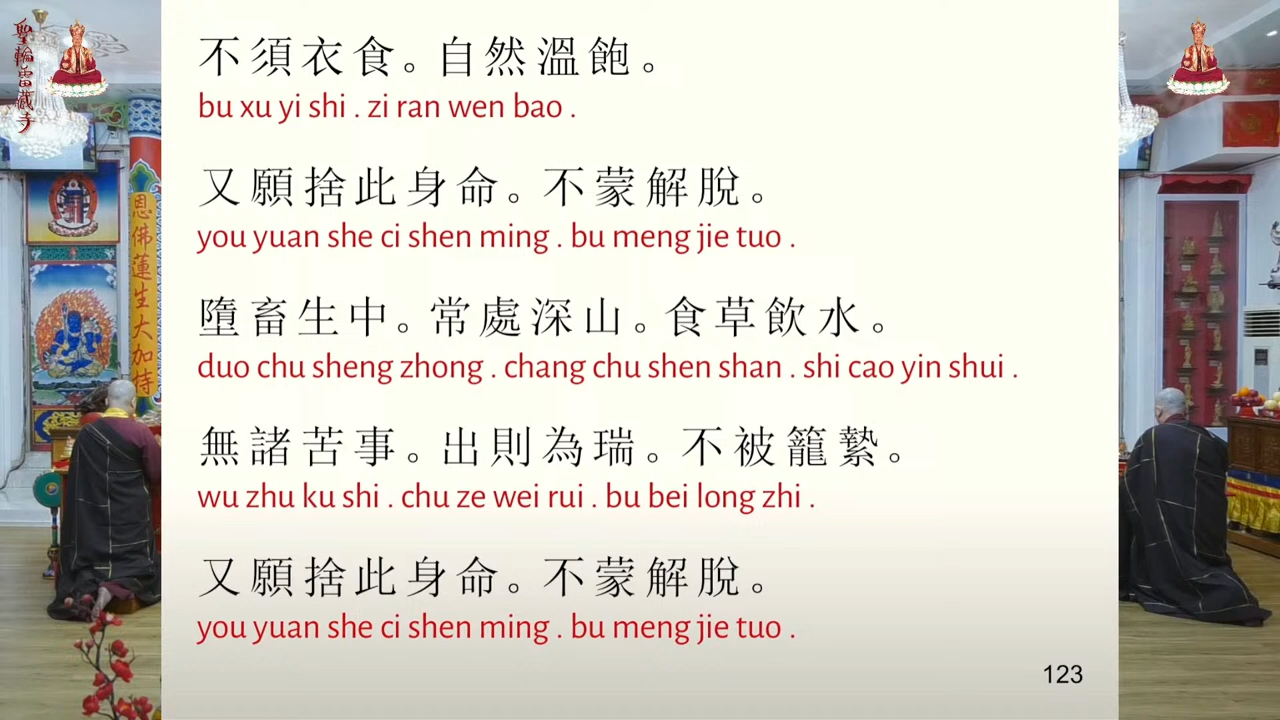 聖輪雷藏寺
恩佛蓮生大加持
不須衣食。自然溫飽。
bu xu yi shi . zi ran wen bao .
又願捨此身命。不蒙解脫。
you yuan she ci shen ming . bu meng jie tuo .
墮畜生中。常處深山。食草飲水。
duo chu sheng zhong . chang chu shen shan . shi cao yin shui .
無諸苦事。出則為瑞。不被籠縶。
wu zhu ku shi . chu ze wei rui . bu bei long zhi .
又願捨此身命。不蒙解脫。
you yuan she ci shen ming . bu meng jie tuo .
123